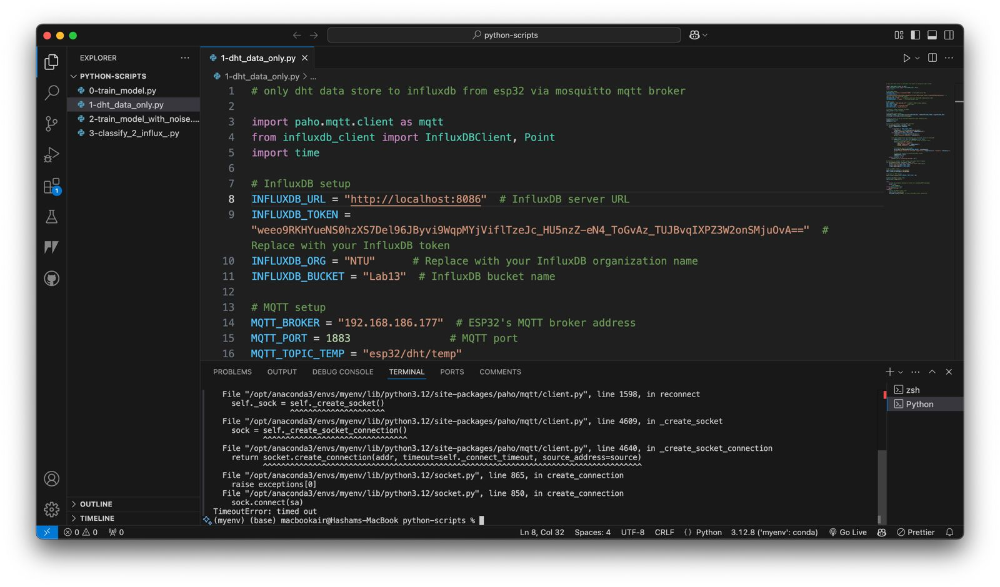 python-scripts
EXPLORER
PYTHON-SCRIPTS
0-train_model.py
1-dht_data_only.py
2-train_model_with_noise....
3-classify_2_influx_.py
OUTLINE
TIMELINE
1
1-dht_data_only.py
1-dht_data_only.py > ...
1 # only dht data store to influxdb from esp32 via mosquitto mqtt broker
2
3 import paho.mqtt.client as mqtt
4 from influxdb_client import InfluxDBClient, Point
5 import time
6
7 # InfluxDB setup
8 INFLUXDB_URL = "http://localhost:8086"  # InfluxDB server URL
9 INFLUXDB_TOKEN =
"weeo9RKHYueNS0hzXS7Del96JByvi9WqpMYjViflTzeJc_HU5nzZ-eN4_ToGvAz_TUJBvqIXPZ3W2onSMjuOvA=="  #
Replace with your InfluxDB token
10 INFLUXDB_ORG = "NTU"      # Replace with your InfluxDB organization name
11 INFLUXDB_BUCKET = "Lab13"  # InfluxDB bucket name
12
13 # MQTT setup
14 MQTT_BROKER = "192.168.186.177"  # ESP32's MQTT broker address
15 MQTT_PORT = 1883                # MQTT port
16 MQTT_TOPIC_TEMP = "esp32/dht/temp"
PROBLEMS OUTPUT DEBUG CONSOLE TERMINAL PORTS COMMENTS
File "/opt/anaconda3/envs/myenv/lib/python3.12/site-packages/paho/mqtt/client.py", line 1598, in reconnect
self._sock = self._create_socket()
^^^^^^^^^^^^^^^^^^^^^
File "/opt/anaconda3/envs/myenv/lib/python3.12/site-packages/paho/mqtt/client.py", line 4609, in _create_socket
sock = self._create_socket_connection()
^^^^^^^^^^^^^^^^^^^^^^^^^^^^^^^^
File "/opt/anaconda3/envs/myenv/lib/python3.12/site-packages/paho/mqtt/client.py", line 4640, in _create_socket_connection
return socket.create_connection(addr, timeout=self._connect_timeout, source_address=source)
^^^^^^^^^^^^^^^^^^^^^^^^^^^^^^^^^^^^^^^^^^^^^^^^^^^^^^^^^^^^^^^^^^^^^^^^^^^^^^^^^^^^
File "/opt/anaconda3/envs/myenv/lib/python3.12/socket.py", line 865, in create_connection
raise exceptions[0]
File "/opt/anaconda3/envs/myenv/lib/python3.12/socket.py", line 850, in create_connection
sock.connect(sa)
TimeoutError: timed out
(myenv) (base) macbookair@Hashams-MacBook python-scripts %
zsh
Python
0 0 0 Ln 8, Col 32 Spaces: 4 UTF-8 CRLF {} Python 3.12.8 ('myenv': conda) Go Live Prettier